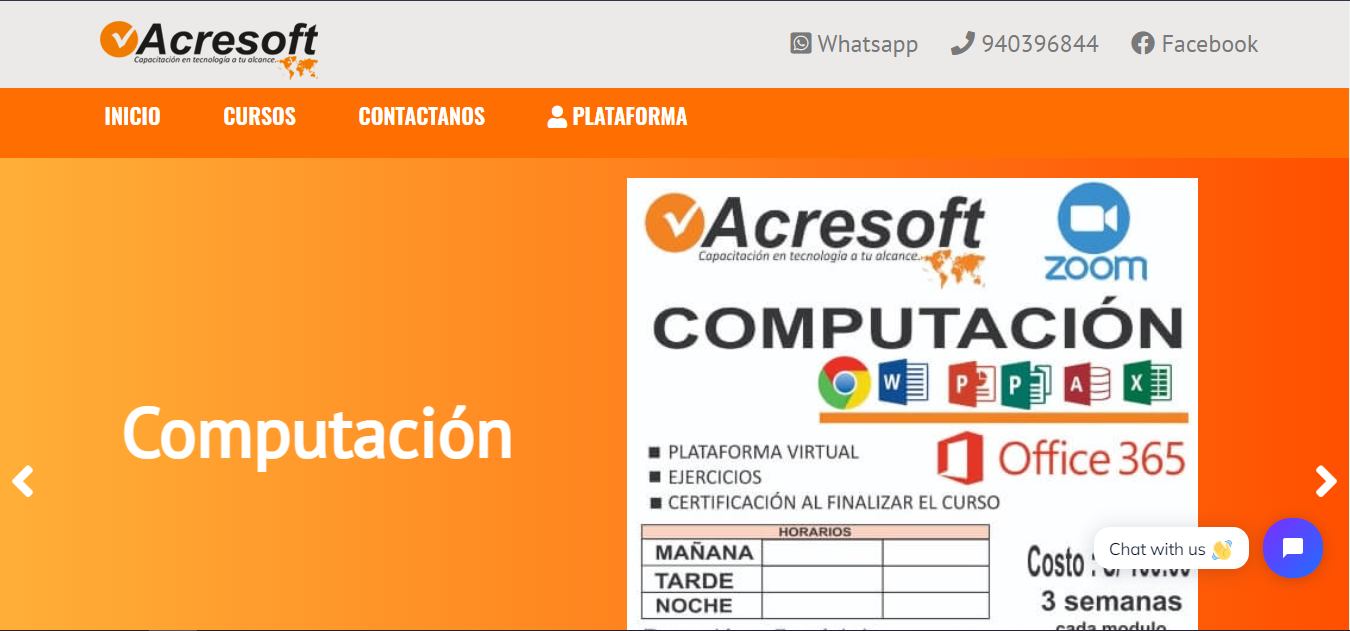 Acresoft
Capacitación en tecnología a tu alcance.
Whatsapp 940396844 Facebook
INICIO CURSOS CONTACTANOS PLATAFORMA
Acresoft
Capacitación en tecnología a tu alcance.
zoom
COMPUTACIÓN
W P P A X
Computación
Office 365
PLATAFORMA VIRTUAL
EJERCICIOS
CERTIFICACIÓN AL FINALIZAR EL CURSO
HORARIOS
MAÑANA
TARDE
NOCHE
Chat with us 👋
Costo :
3 semanas
cada modulo